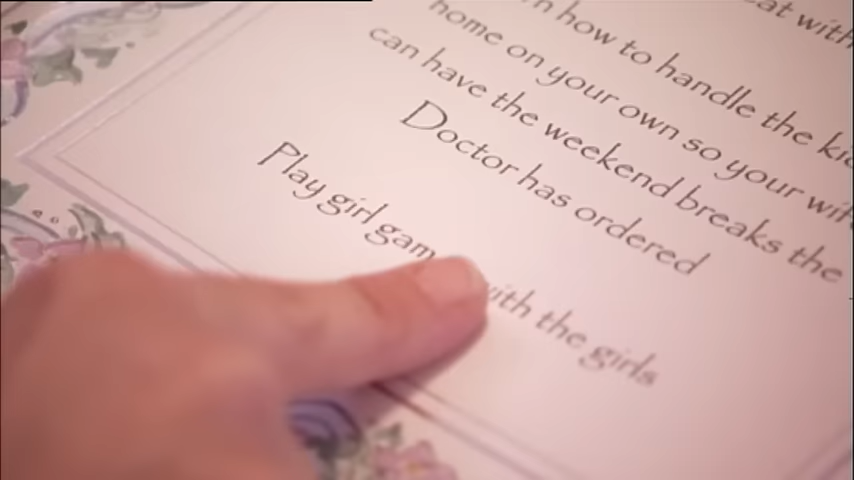 eat with
how to handle the
home on your own so your
can have the weekend breaks the
Doctor has ordered
Play girl with the girls